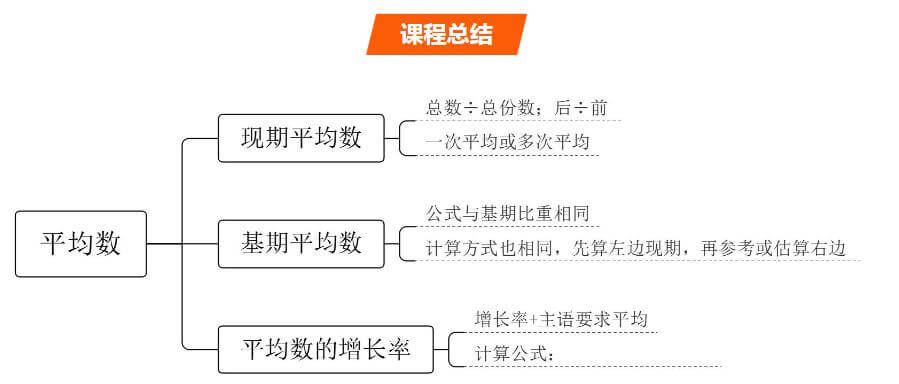 课程总结
平均数
现期平均数
总数÷总份数；后÷前
一次平均或多次平均
基期平均数
公式与基期比重相同
计算方式也相同，先算左边现期，再参考或估算右边
平均数的增长率
增长率+主语要求平均
计算公式：